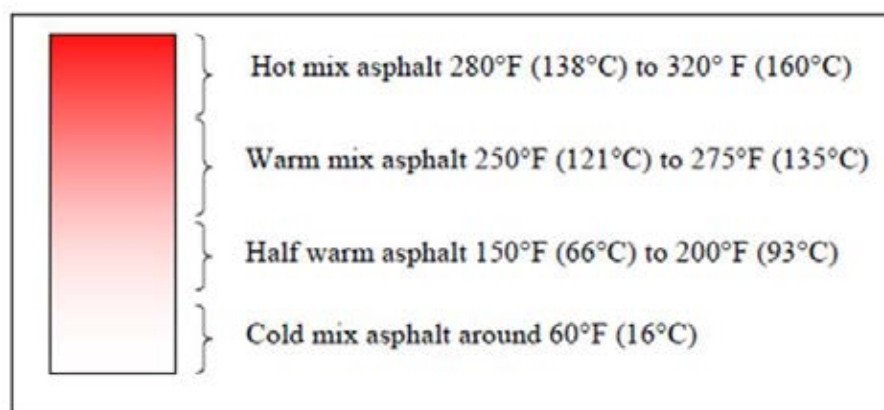 Hot mix asphalt 280°F (138°C) to 320° F (160°C)
Warm mix asphalt 250°F (121°C) to 275°F (135°C)
Half warm asphalt 150°F (66°C) to 200°F (93°C)
Cold mix asphalt around 60°F (16°C)